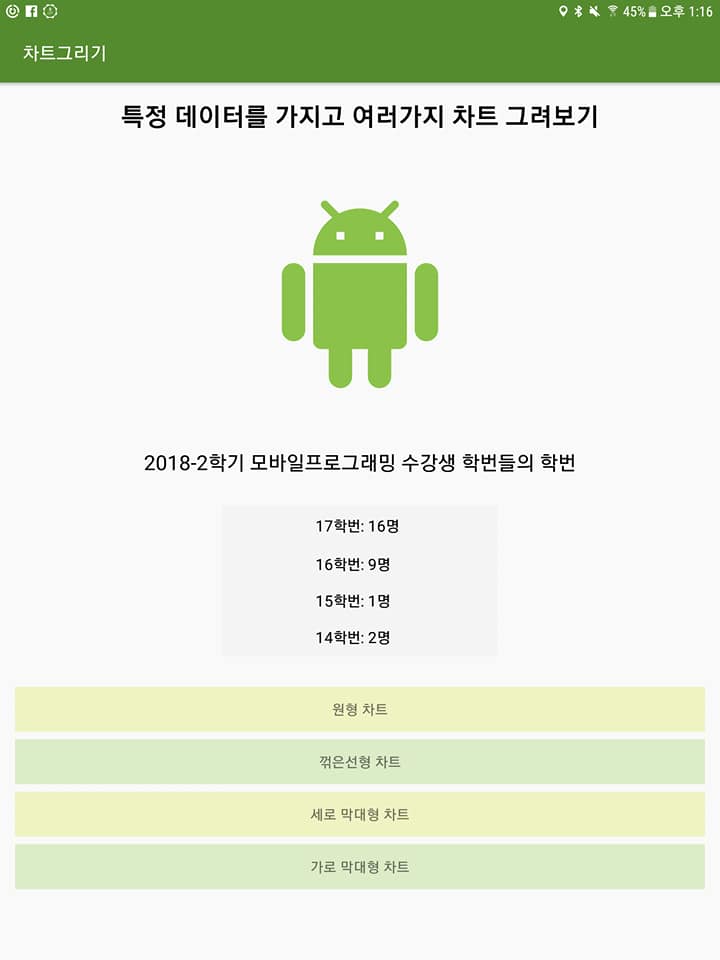 45% 오후 1:16
차트그리기
특정 데이터를 가지고 여러가지 차트 그려보기
2018-2학기 모바일프로그래밍 수강생 학번들의 학번
17학번: 16명
16학번: 9명
15학번: 1명
14학번: 2명
원형 차트
꺾은선형 차트
세로 막대형 차트
가로 막대형 차트